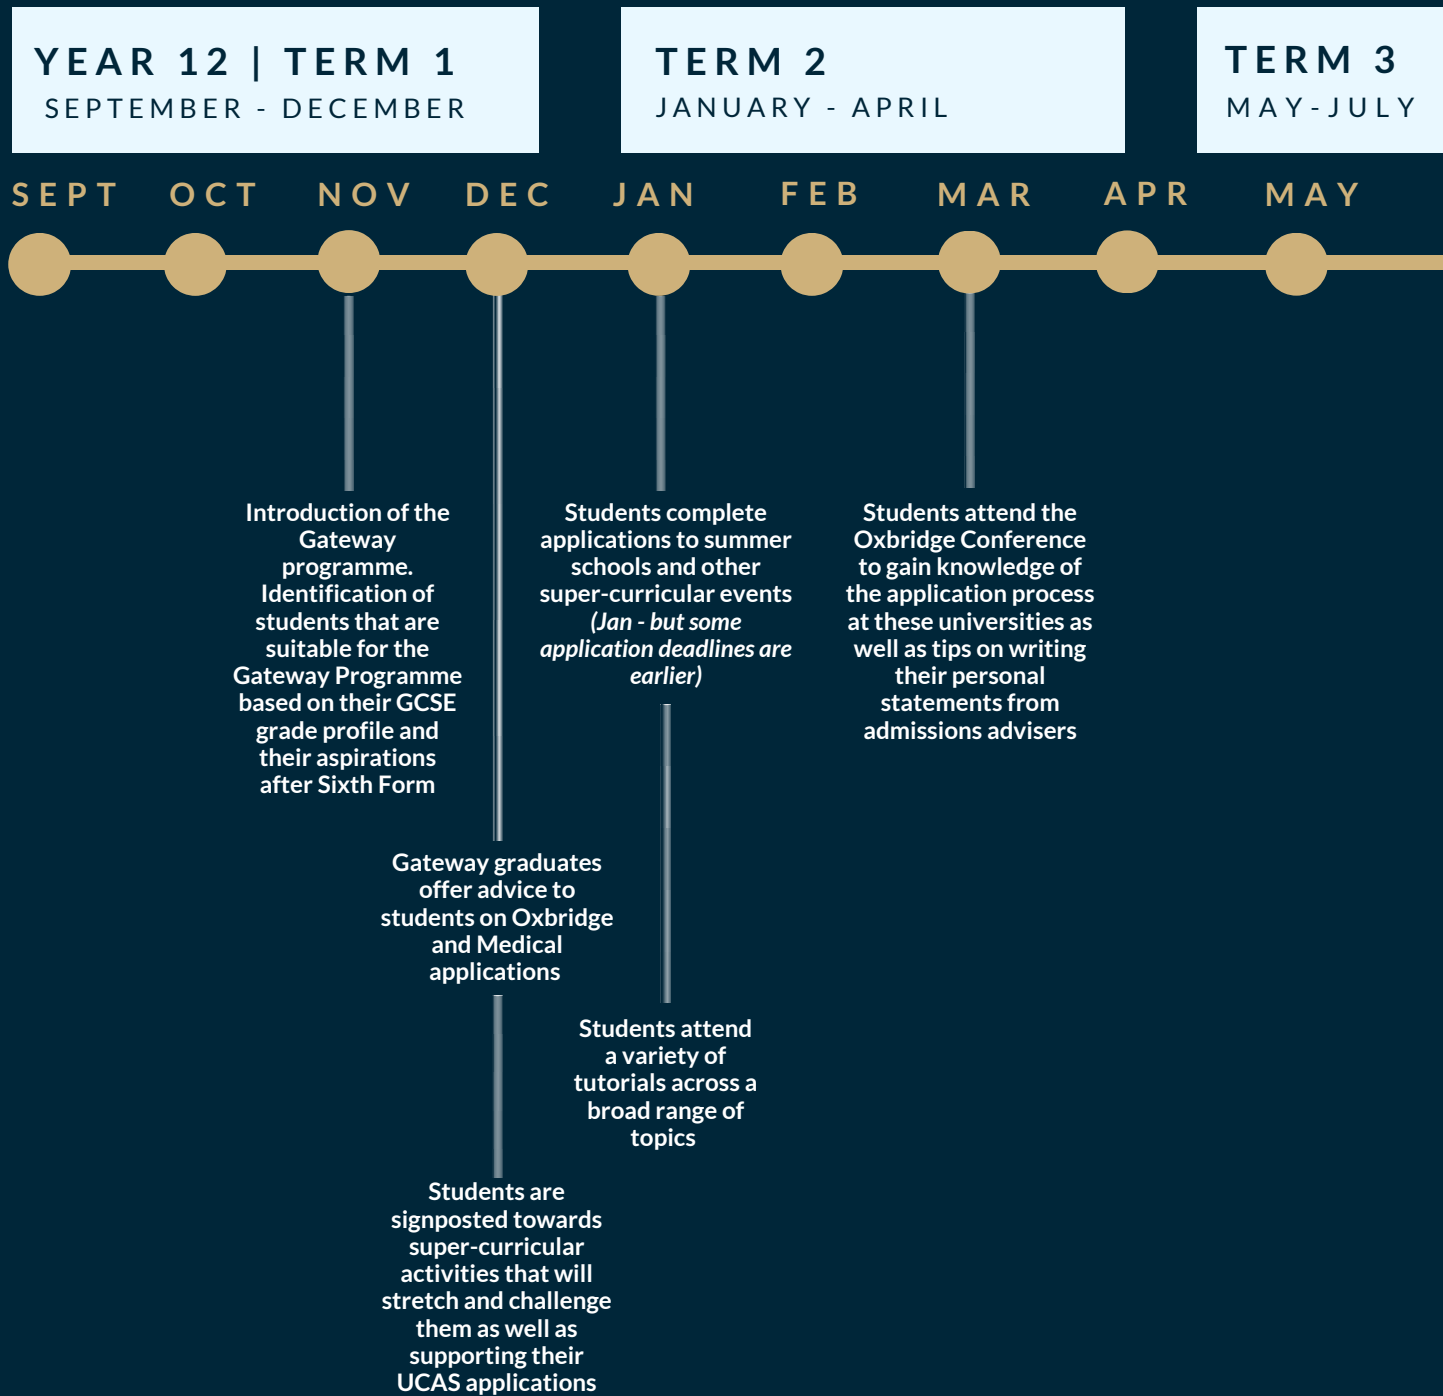 YEAR 12 | TERM 1
SEPTEMBER - DECEMBER
TERM 2
JANUARY - APRIL
TERM 3
MAY-JULY
SEPT OCT NOV DEC JAN FEB MAR APR MAY
Introduction of the
Gateway
programme.
Identification of
students that are
suitable for the
Gateway Programme
based on their GCSE
grade profile and
their aspirations
after Sixth Form
Gateway graduates
offer advice to
students on Oxbridge
and Medical
applications
Students are
signposted towards
super-curricular
activities that will
stretch and challenge
them as well as
supporting their
UCAS applications
Students complete
applications to summer
schools and other
super-curricular events
(Jan - but some
application deadlines are
earlier)
Students attend
a variety of
tutorials across a
broad range of
topics
Students attend the
Oxbridge Conference
to gain knowledge of
the application process
at these universities as
well as tips on writing
their personal
statements from
admissions advisers